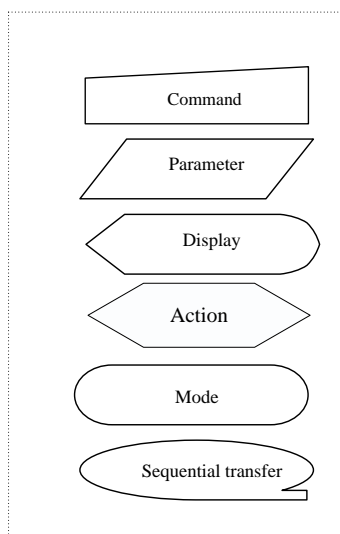 Command
Parameter
Display
Action
Mode
Sequential transfer